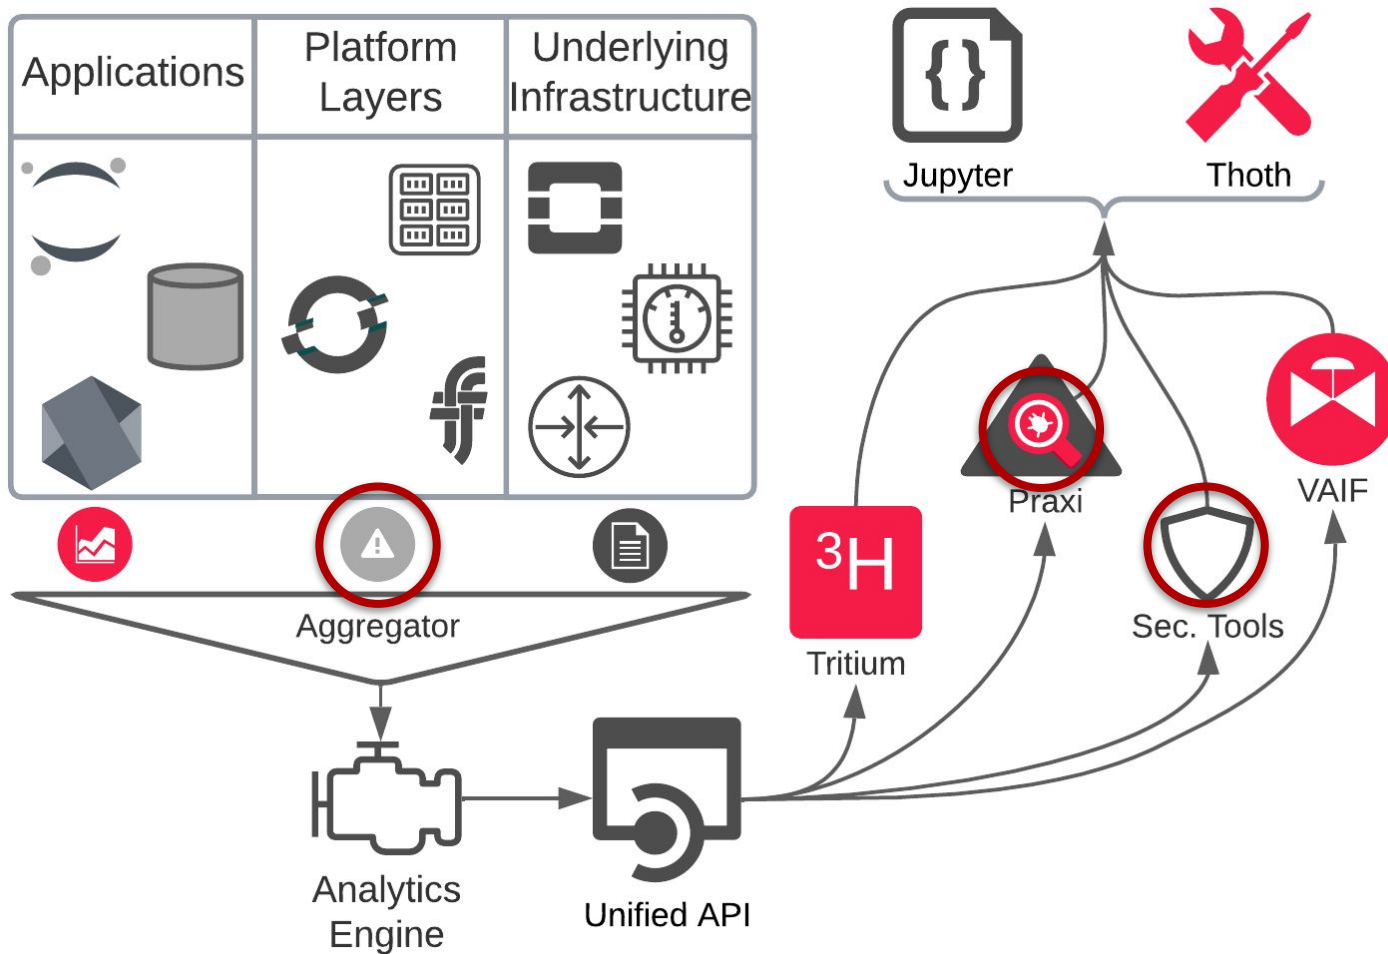 Applications
Platform
Layers
Underlying
Infrastructure
{}
Jupyter
Thoth
Praxi
VAIF
3H
Tritium
Sec. Tools
Aggregator
Analytics
Engine
Unified API